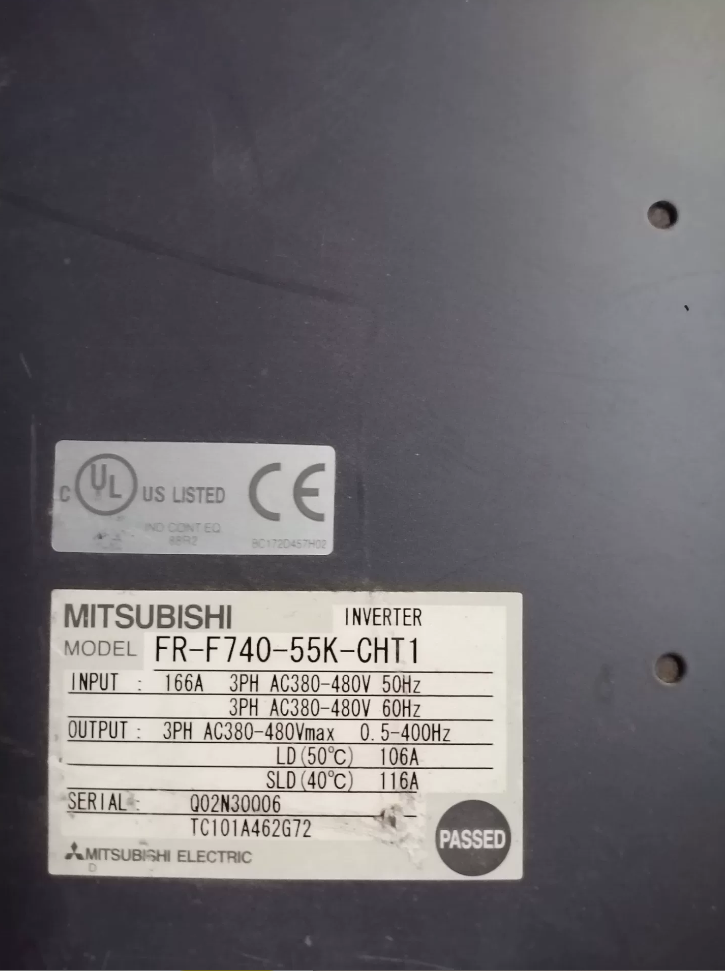 C UL US LISTED CE
IND CONT EQ
BC172D457H02
MITSUBISHI INVERTER
MODEL FR-F740-55K-CHT1
INPUT : 166A 3PH AC380-480V 50Hz
3PH AC380-480V 60Hz
OUTPUT : 3PH AC380-480Vmax 0.5-400Hz
LD(50℃) 106A
SLD(40℃) 116A
SERIAL : Q02N30006
TC101A462G72
PASSED
MITSUBISHI ELECTRIC
D